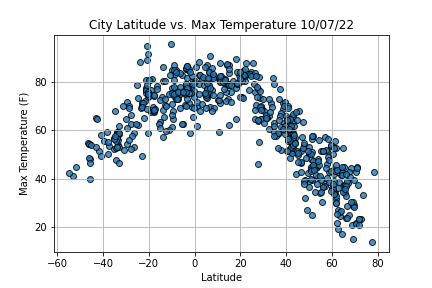 City Latitude vs. Max Temperature 10/07/22
Max Temperature (F)
80
60
40
20
−60 −40 −20 0 20 40 60 80
Latitude